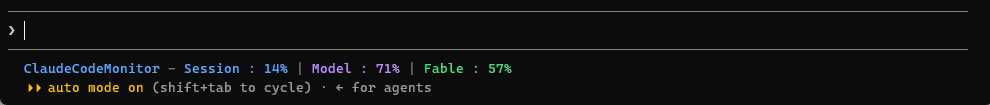 ❯
ClaudeCodeMonitor — Session : 14% | Model : 71% | Fable : 57%
⏵⏵ auto mode on (shift+tab to cycle) · ← for agents